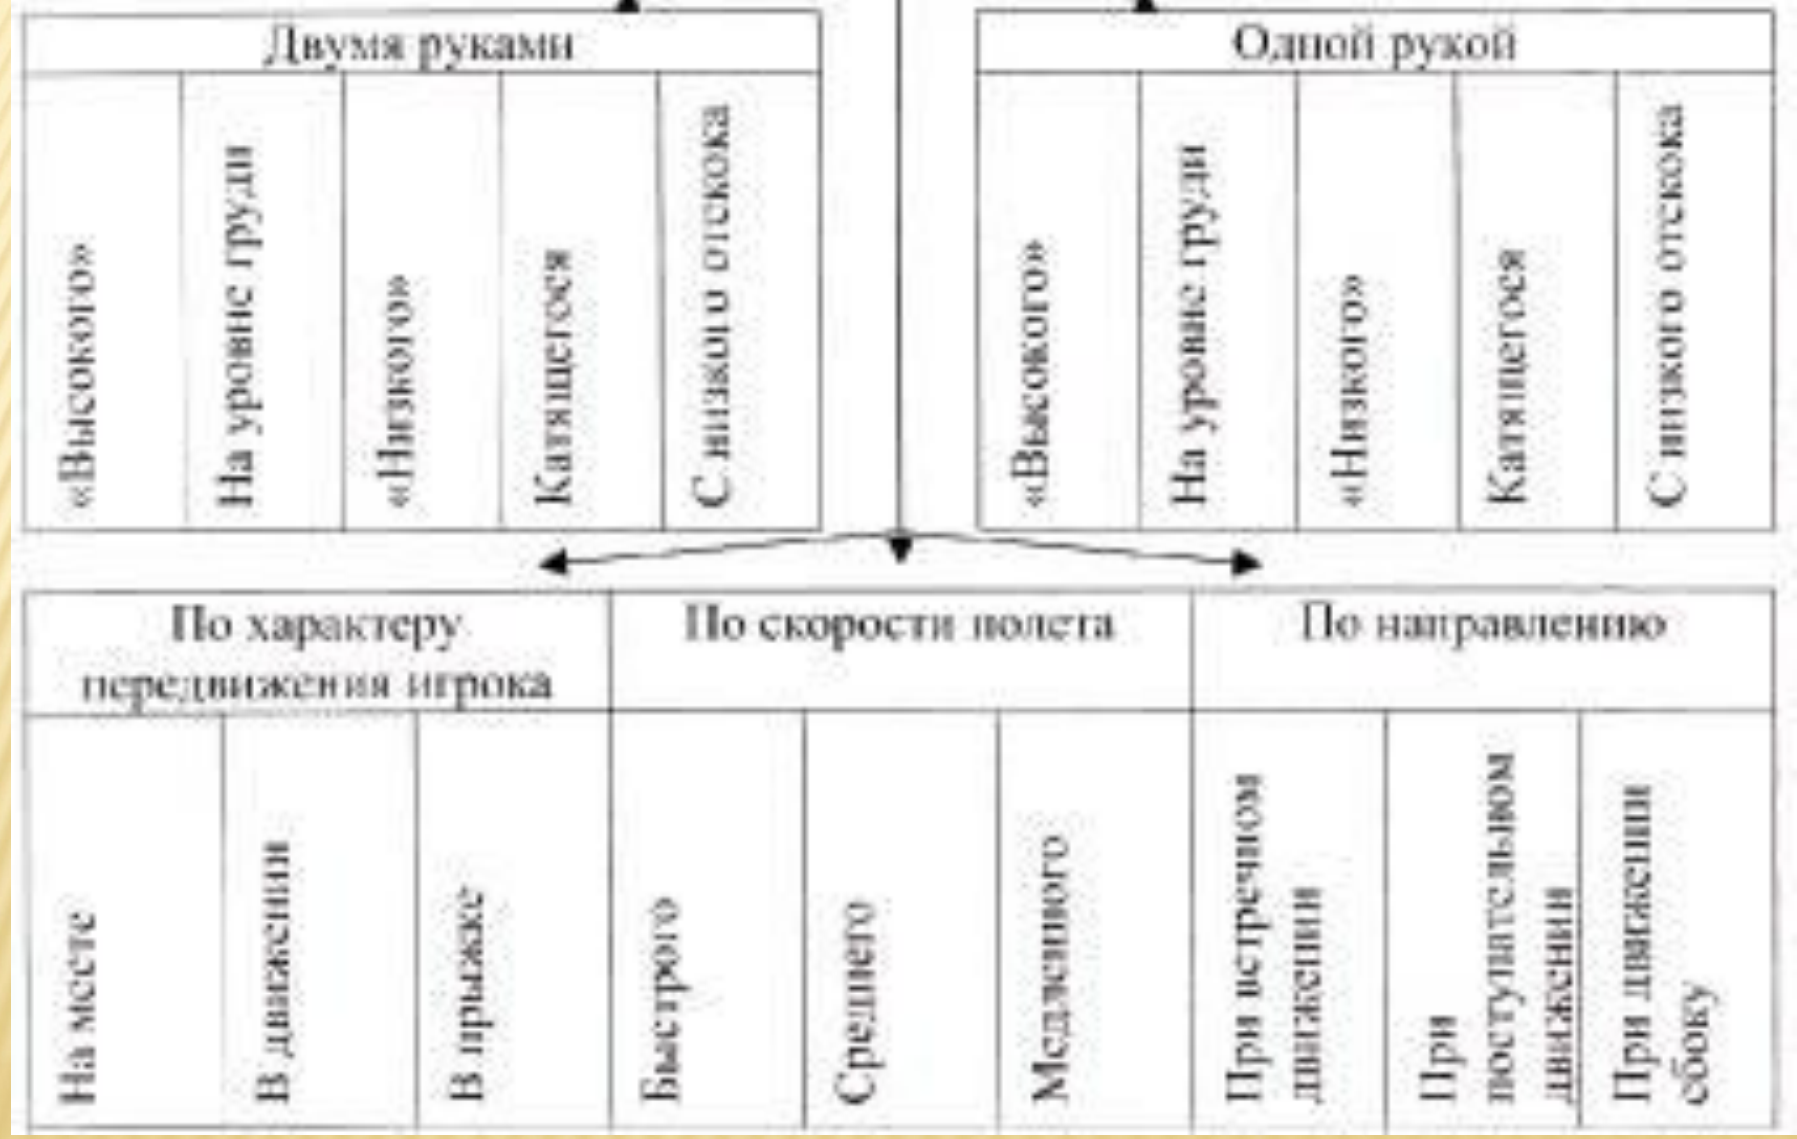 Двумя руками
«Высокого»
На уровне груди
«Низкого»
Катящегося
С низкого отскока
Одной рукой
«Высокого»
На уровне груди
«Низкого»
Катящегося
С низкого отскока
По характеру
передвижения игрока
По скорости полета
По направлению
На месте
В движении
В прыжке
Быстрого
Среднего
Медленного
При встречном
движении
При
поступательном
движении
При движении
сбоку